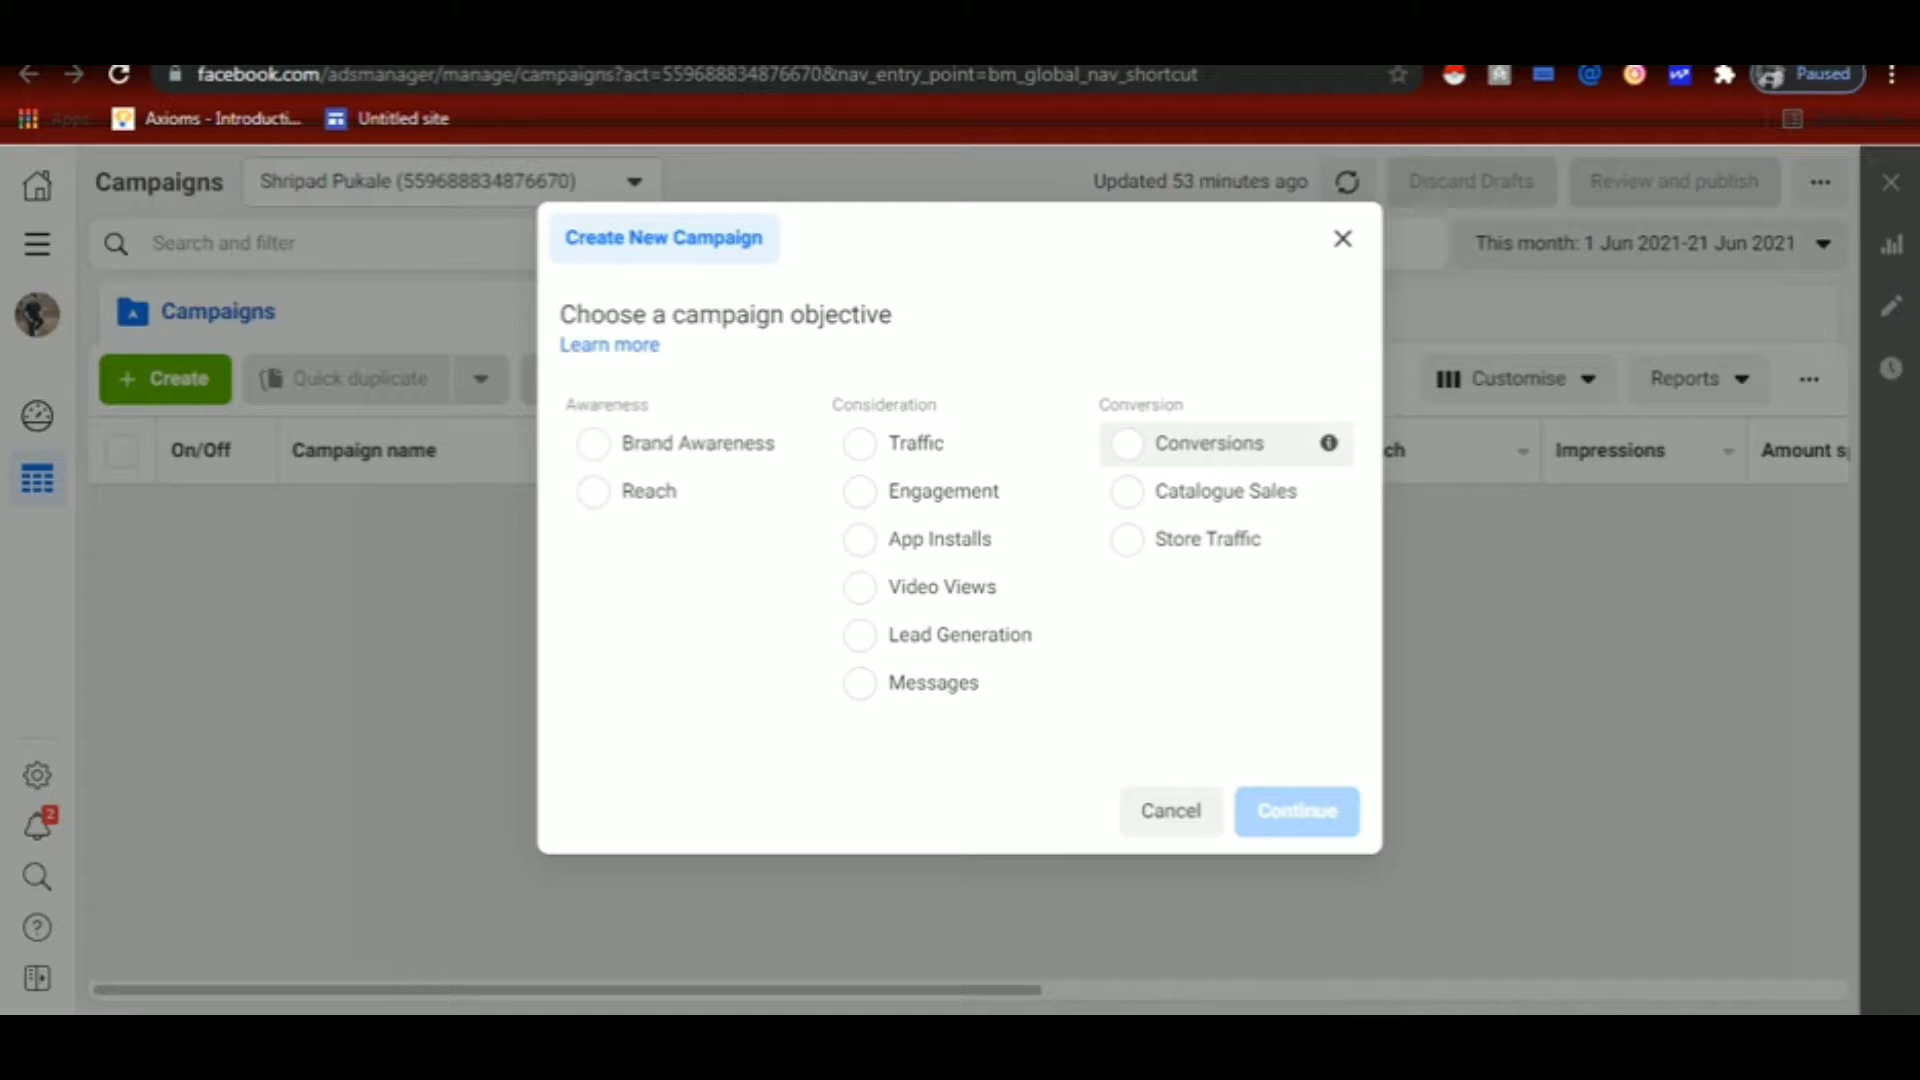 facebook.com/adsmanager/manage/campaigns?act=559688834876670&nav_entry_point=bm_global_nav_shortcut
Paused
Apps
Axioms - Introducti...
Untitled site
Campaigns
Shripad Pukale (559688834876670)
Updated 53 minutes ago
Discard Drafts
Review and publish
Search and filter
This month: 1 Jun 2021-21 Jun 2021
Create New Campaign
Campaigns
Choose a campaign objective
Learn more
+ Create
Quick duplicate
Customise
Reports
Awareness
Consideration
Conversion
On/Off
Campaign name
Brand Awareness
Traffic
Conversions
ch
Impressions
Amount s
Reach
Engagement
Catalogue Sales
App Installs
Store Traffic
Video Views
Lead Generation
Messages
Cancel
Continue
2